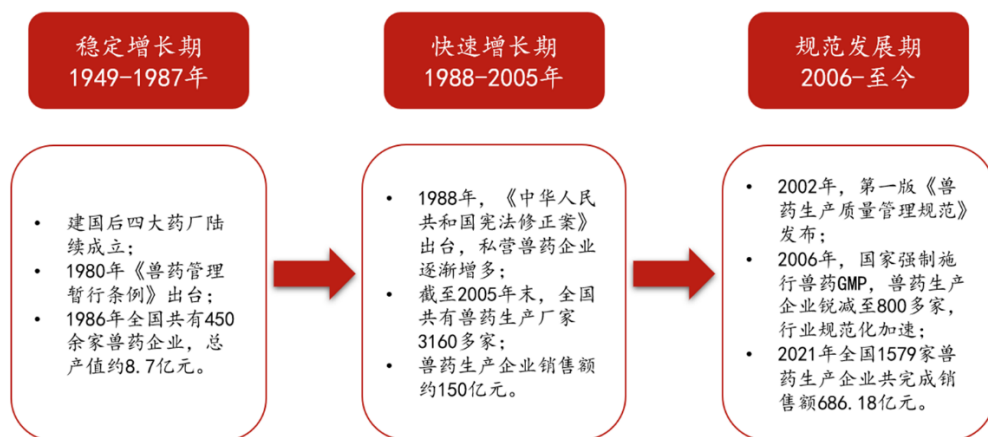 稳定增长期
1949-1987年
• 建国后四大药厂陆
续成立；
• 1980年《兽药管理
暂行条例》出台；
• 1986年全国共有450
余家兽药企业，总
产值约8.7亿元。
快速增长期
1988-2005年
• 1988年，《中华人民
共和国宪法修正案》
出台，私营兽药企业
逐渐增多；
• 截至2005年末，全国
共有兽药生产厂家
3160多家；
• 兽药生产企业销售额
约150亿元。
规范发展期
2006-至今
• 2002年，第一版《兽
药生产质量管理规范》
发布；
• 2006年，国家强制施
行兽药GMP，兽药生产
企业锐减至800多家，
行业规范化加速；
• 2021年全国1579家兽
药生产企业共完成销
售额686.18亿元。